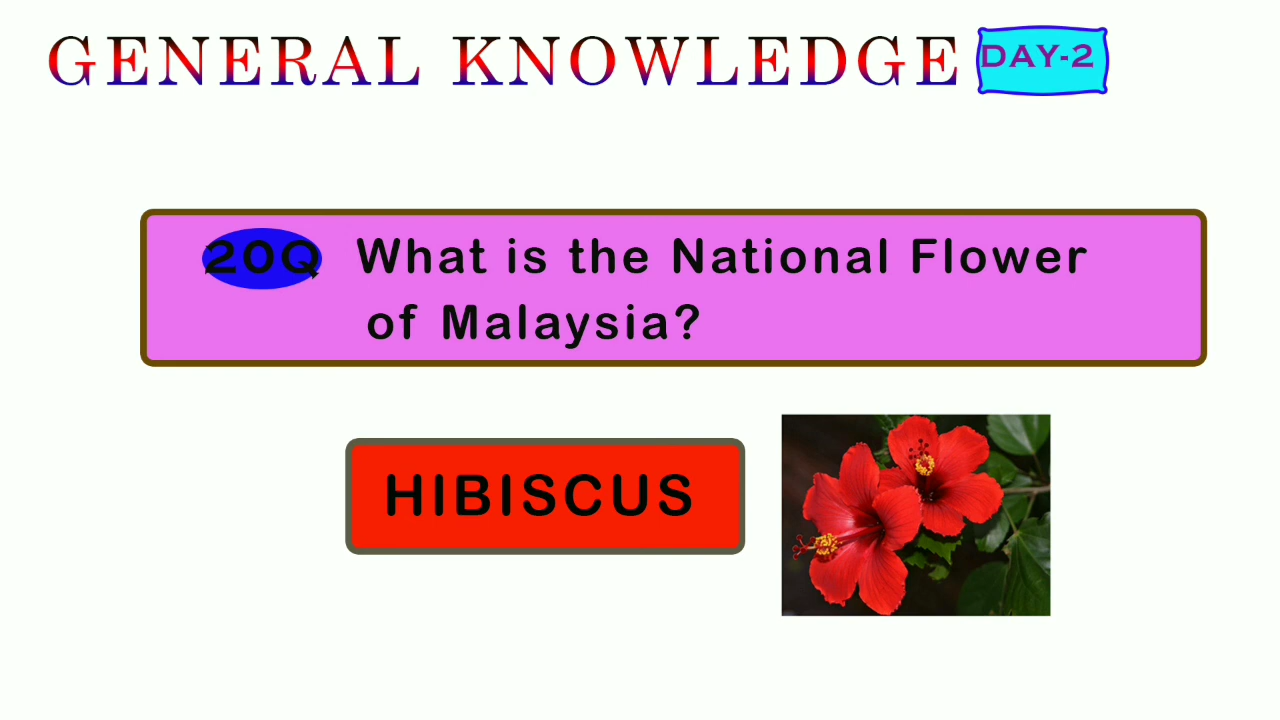 GENERAL KNOWLEDGE DAY-2
20Q What is the National Flower
of Malaysia?
HIBISCUS